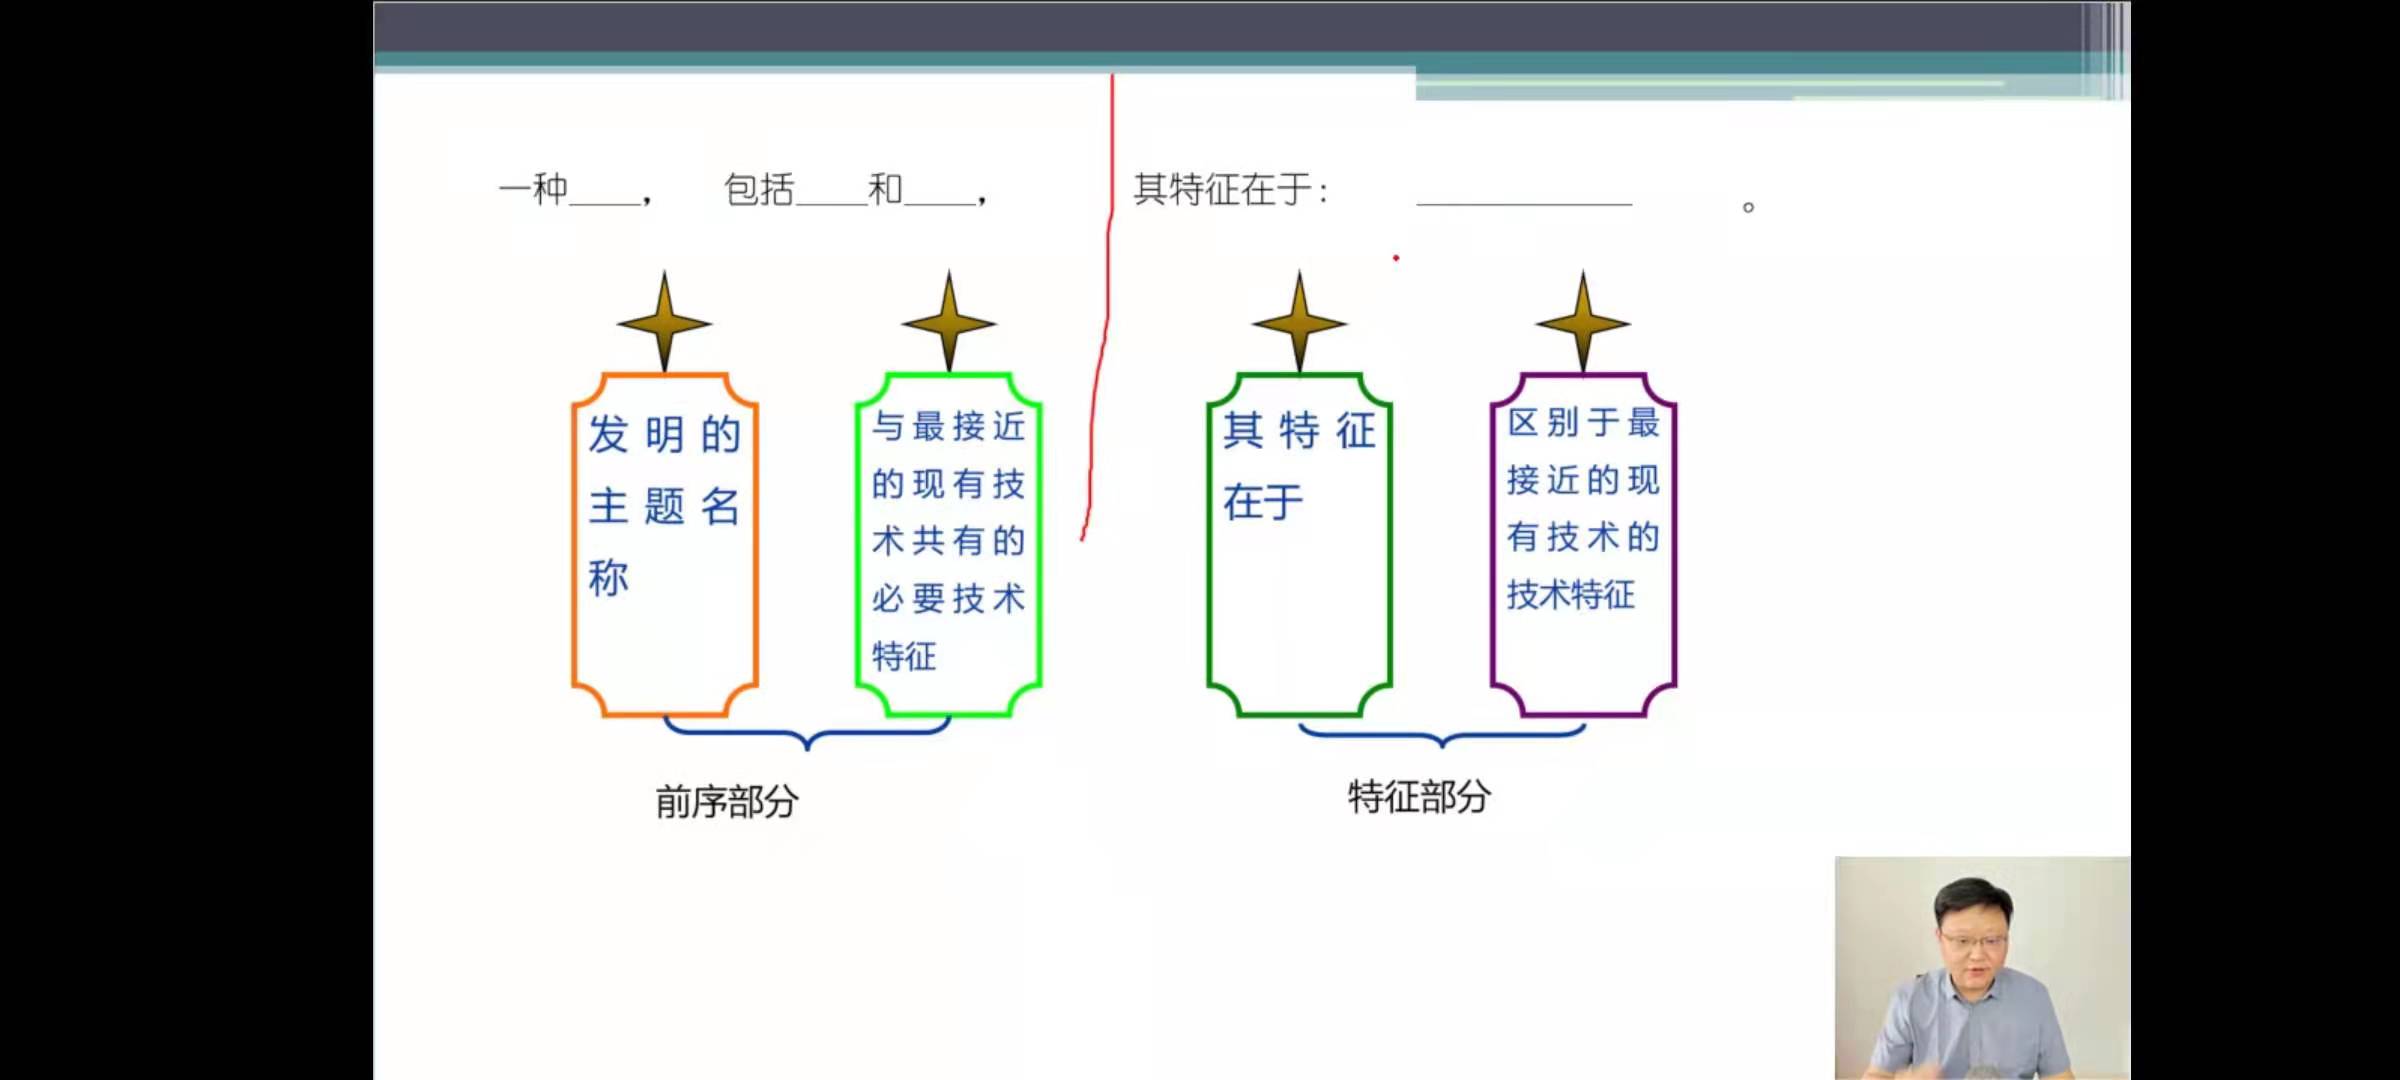 一种____， 包括____和____， 其特征在于： ____________ 。
发明的
主题名
称
与最接近
的现有技
术共有的
必要技术
特征
其特征
在于
区别于最
接近的现
有技术的
技术特征
前序部分
特征部分